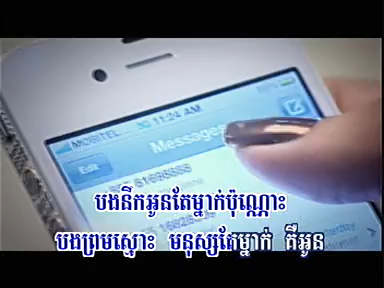 MOBITEL 3G 11:24 AM
Messages
Edit
បងនឹកអូនតែម្នាក់ប៉ុណ្ណោះ
បងព្រមស្មោះ មនុស្សតែម្នាក់ គឺអូន